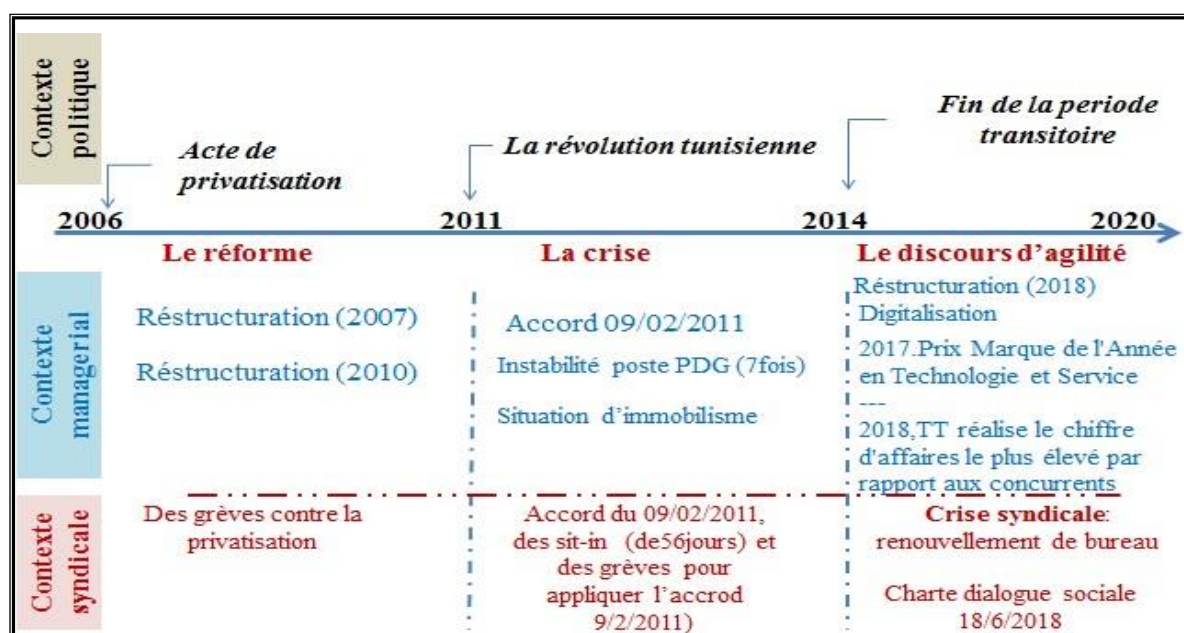 Contexte
politique
Acte de
privatisation
La révolution tunisienne
Fin de la periode
transitoire
2006
2011
2014
2020
Le réforme
La crise
Le discours d'agilité
Contexte
managerial
Réstructuration (2007)
Réstructuration (2010)
Accord 09/02/2011
Instabilité poste PDG (7fois)
Situation d'immobilisme
Réstructuration (2018)
Digitalisation
2017.Prix Marque de l'Année
en Technologie et Service
---
2018,TT réalise le chiffre
d'affaires le plus élevé par
rapport aux concurrents
Contexte
syndicale
Des grèves contre la
privatisation
Accord du 09/02/2011,
des sit-in (de56jours) et
des grèves pour
appliquer l'accrod
9/2/2011)
Crise syndicale:
renouvellement de bureau
Charte dialogue sociale
18/6/2018